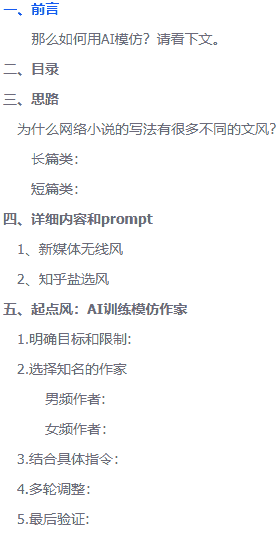 一、前言
那么如何用AI模仿？请看下文。
二、目录
三、思路
为什么网络小说的写法有很多不同的文风？
长篇类：
短篇类：
四、详细内容和prompt
1、新媒体无线风
2、知乎盐选风
五、起点风：AI训练模仿作家
1.明确目标和限制：
2.选择知名的作家
男频作者：
女频作者：
3.结合具体指令：
4.多轮调整：
5.最后验证：